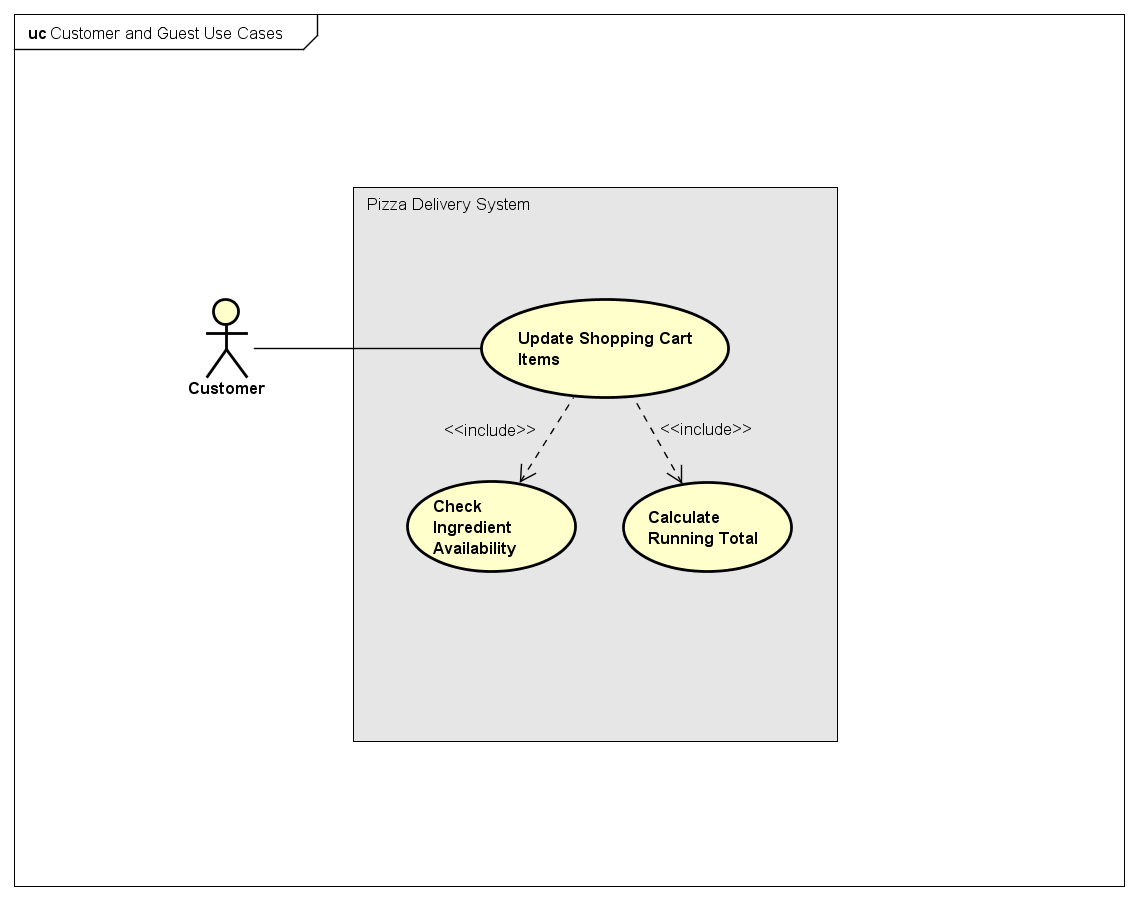 uc Customer and Guest Use Cases
Pizza Delivery System
Update Shopping Cart
Items
Customer
<<include>>
<<include>>
Check
Ingredient
Availability
Calculate
Running Total